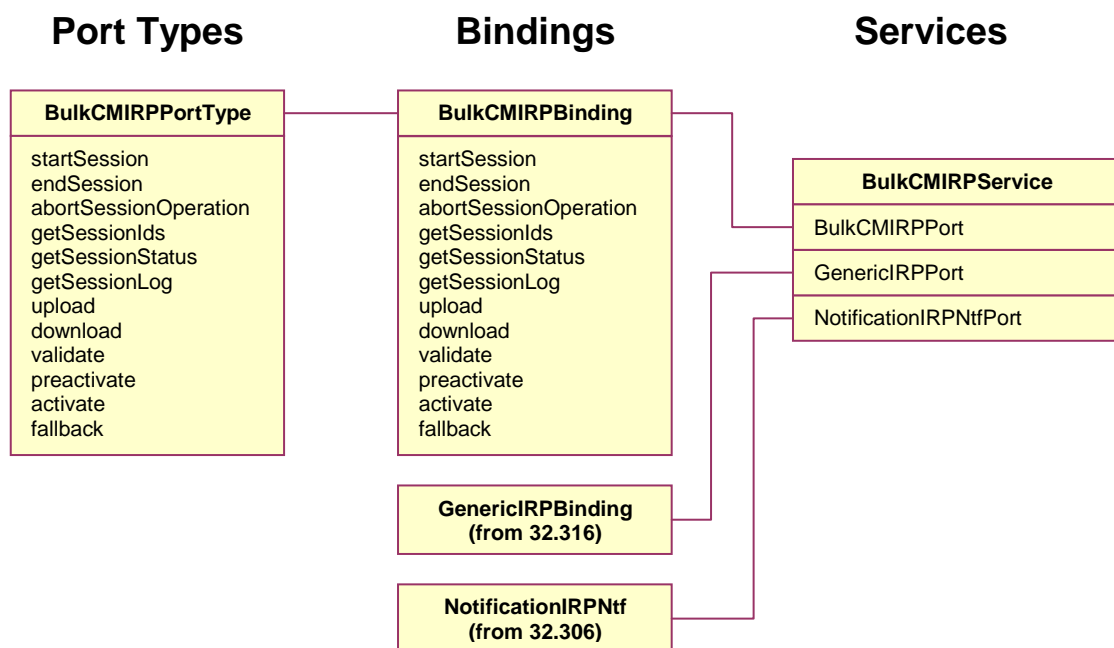 Port Types
Bindings
Services
BulkCMIRPPortType
startSession
endSession
abortSessionOperation
getSessionIds
getSessionStatus
getSessionLog
upload
download
validate
preactivate
activate
fallback
BulkCMIRPBinding
startSession
endSession
abortSessionOperation
getSessionIds
getSessionStatus
getSessionLog
upload
download
validate
preactivate
activate
fallback
GenericIRPBinding
(from 32.316)
NotificationIRPNtf
(from 32.306)
BulkCMIRPService
BulkCMIRPPort
GenericIRPPort
NotificationIRPNtfPort